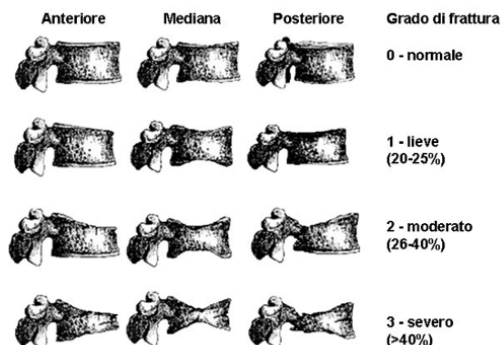 Anteriore Mediana Posteriore Grado di frattura
0 - normale
1 - lieve
(20-25%)
2 - moderato
(26-40%)
3 - severo
(>40%)